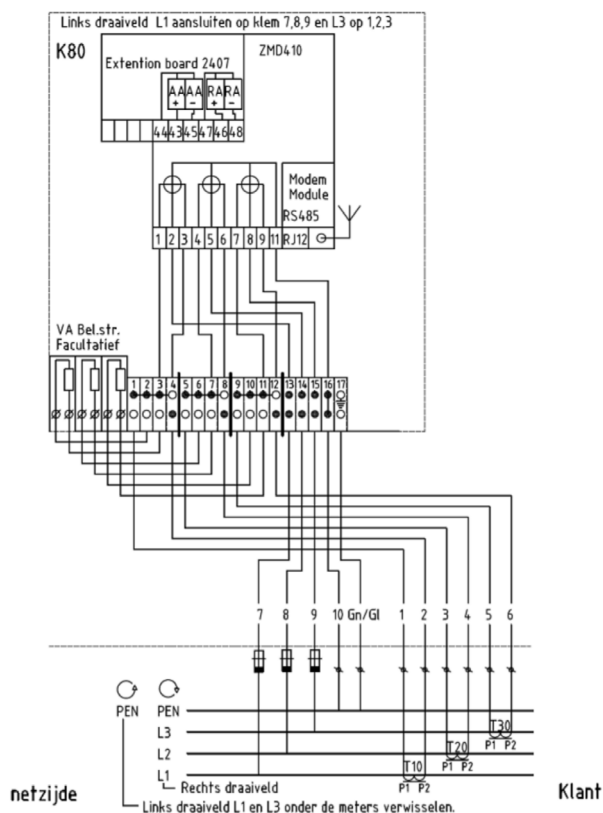 Links draaiveld L1 aansluiten op klem 7,8,9 en L3 op 1,2,3
K80
ZMD410
Extention board 2407
AA AA RA RA
+ - + -
44 43 45 47 46 48
Modem
Module
RS485
1 2 3 4 5 6 7 8 9 11 RJ12
VA Bel.str.
Facultatief
1 2 3 4 5 6 7 8 9 10 11 12 13 14 15 16 17
7 8 9 10 Gn/Gl 1 2 3 4 5 6
PEN PEN
L3 T30
P1 P2
L2 T20
P1 P2
L1 T10
P1 P2
Rechts draaiveld
netzijde Klant
Links draaiveld L1 en L3 onder de meters verwisselen.